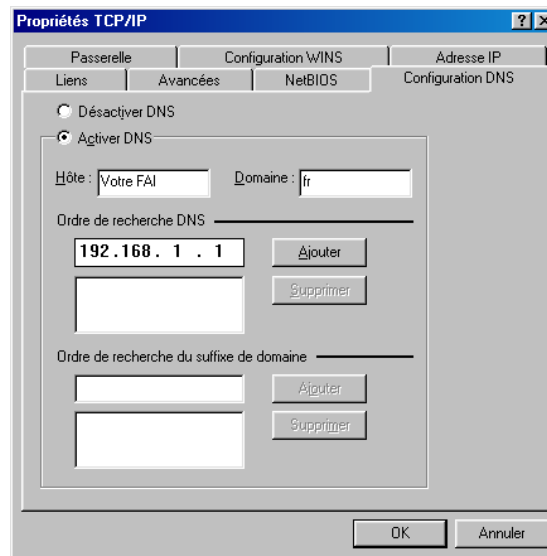 Propriétés TCP/IP
Passerelle Configuration WINS Adresse IP
Liens Avancées NetBIOS Configuration DNS
Désactiver DNS
Activer DNS
Hôte : Votre FAI Domaine : fr
Ordre de recherche DNS
192.168. 1 . 1 Ajouter
Supprimer
Ordre de recherche du suffixe de domaine
Ajouter
Supprimer
OK Annuler